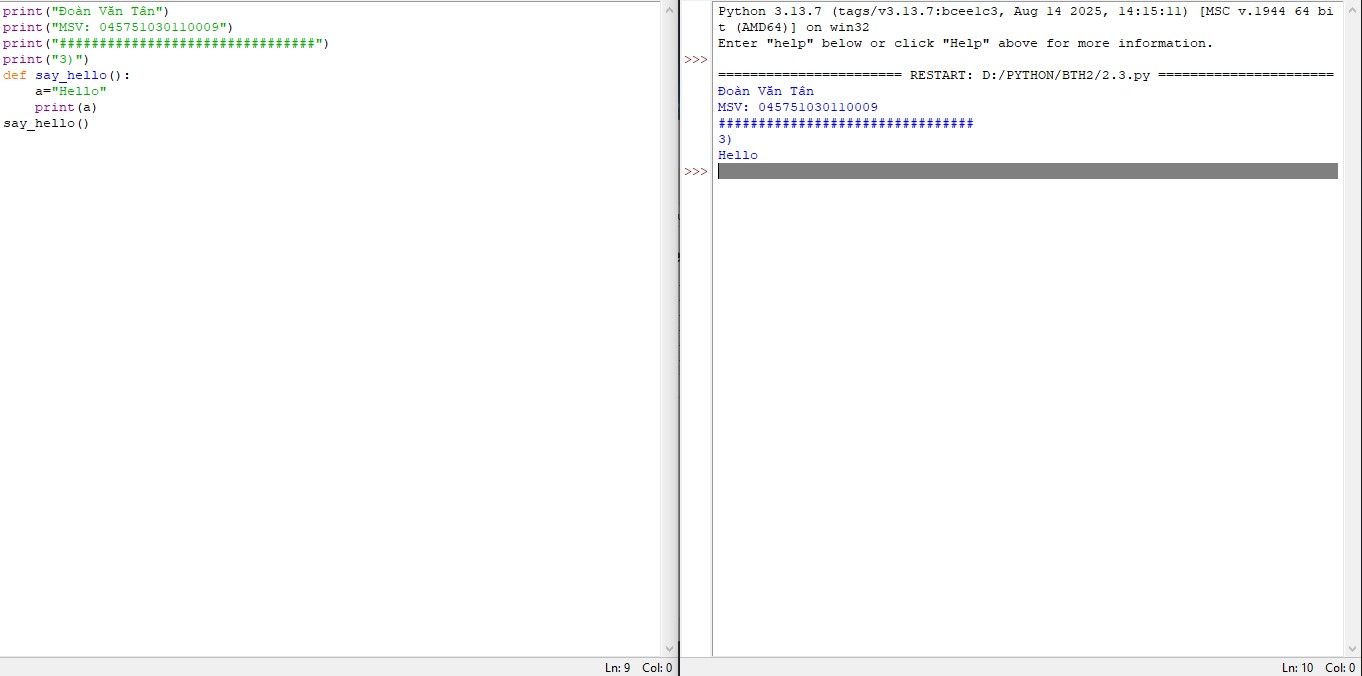 print("Đoàn Văn Tân")
print("MSV: 045751030110009")
print("################################")
print("3)")
def say_hello():
    a="Hello"
    print(a)
say_hello()
Ln: 9 Col: 0
Python 3.13.7 (tags/v3.13.7:bcee1c3, Aug 14 2025, 14:15:11) [MSC v.1944 64 bi
t (AMD64)] on win32
Enter "help" below or click "Help" above for more information.
>>>
======================= RESTART: D:/PYTHON/BTH2/2.3.py ======================
Đoàn Văn Tân
MSV: 045751030110009
################################
3)
Hello
>>>
Ln: 10 Col: 0